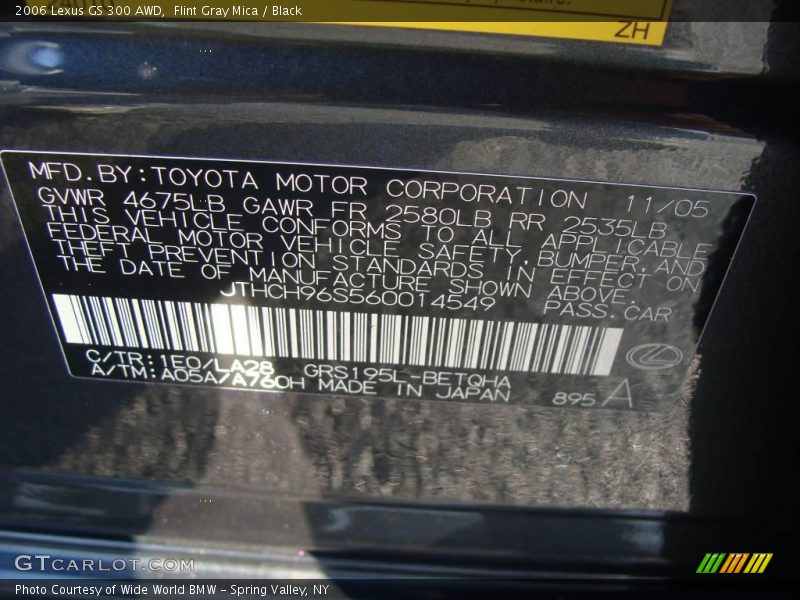 2006 Lexus GS 300 AWD, Flint Gray Mica / Black
ZH
MFD.BY:TOYOTA MOTOR CORPORATION 11/05
GVWR 4675LB GAWR FR 2580LB RR 2535LB
THIS VEHICLE CONFORMS TO ALL APPLICABLE
FEDERAL MOTOR VEHICLE SAFETY,BUMPER,AND
THEFT PREVENTION STANDARDS IN EFFECT ON
THE DATE OF MANUFACTURE SHOWN ABOVE.
JTHCH96S560014549 PASS.CAR
C/TR:1E0/LA28 GRS195L-BETQHA
A/TM:A05A/A760H MADE IN JAPAN 895 A
GTCARLOT.COM
Photo Courtesy of Wide World BMW - Spring Valley, NY